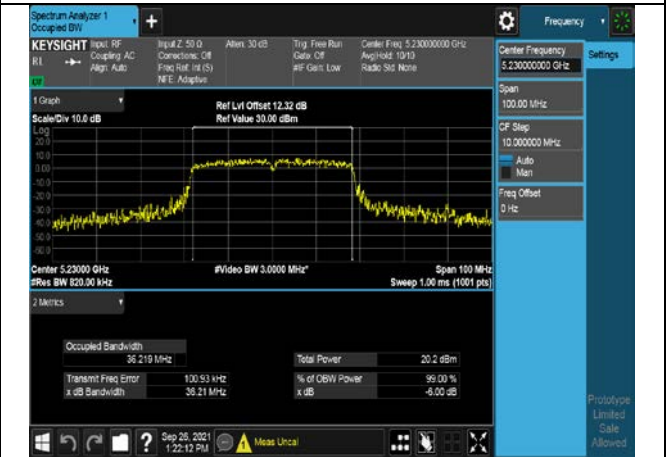 Spectrum Analyzer 1
Occupied BW
+
Frequency
KEYSIGHT
RL
Input: RF
Coupling: AC
Align: Auto
Input Z: 50 Ω
Corrections: Off
Freq Ref: Int (S)
NFE: Adaptive
Atten: 30 dB
Trig: Free Run
Gate: Off
#IF Gain: Low
Center Freq: 5.230000000 GHz
Avg|Hold: 10/10
Radio Std: None
Center Frequency
5.230000000 GHz
Settings
Span
100.00 MHz
CF Step
10.000000 MHz
Auto
Man
Freq Offset
0 Hz
1 Graph
Scale/Div 10.0 dB
Ref Lvl Offset 12.32 dB
Ref Value 30.00 dBm
Log
20.0
10.0
0.00
-10.0
-20.0
-30.0
-40.0
-50.0
-60.0
Center 5.23000 GHz
#Res BW 820.00 kHz
#Video BW 3.0000 MHz*
Span 100 MHz
Sweep 1.00 ms (1001 pts)
2 Metrics
Occupied Bandwidth
36.219 MHz
Total Power 20.2 dBm
Transmit Freq Error 100.93 kHz
% of OBW Power 99.00 %
x dB Bandwidth 36.21 MHz
x dB -6.00 dB
Prototype
Limited
Sale
Allowed
?
Sep 26, 2021
1:22:12 PM
Meas Uncal